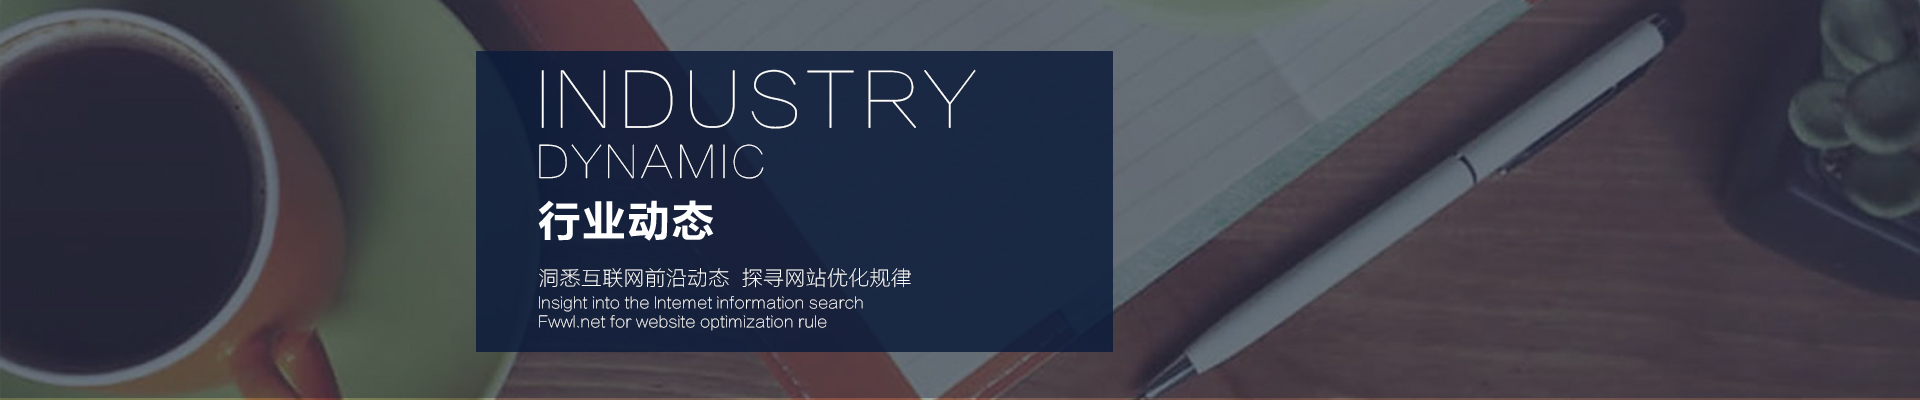 INDUSTRY
DYNAMIC
行业动态
洞悉互联网前沿动态 探寻网站优化规律
Insight into the Internet information search
Fwwl.net for website optimization rule